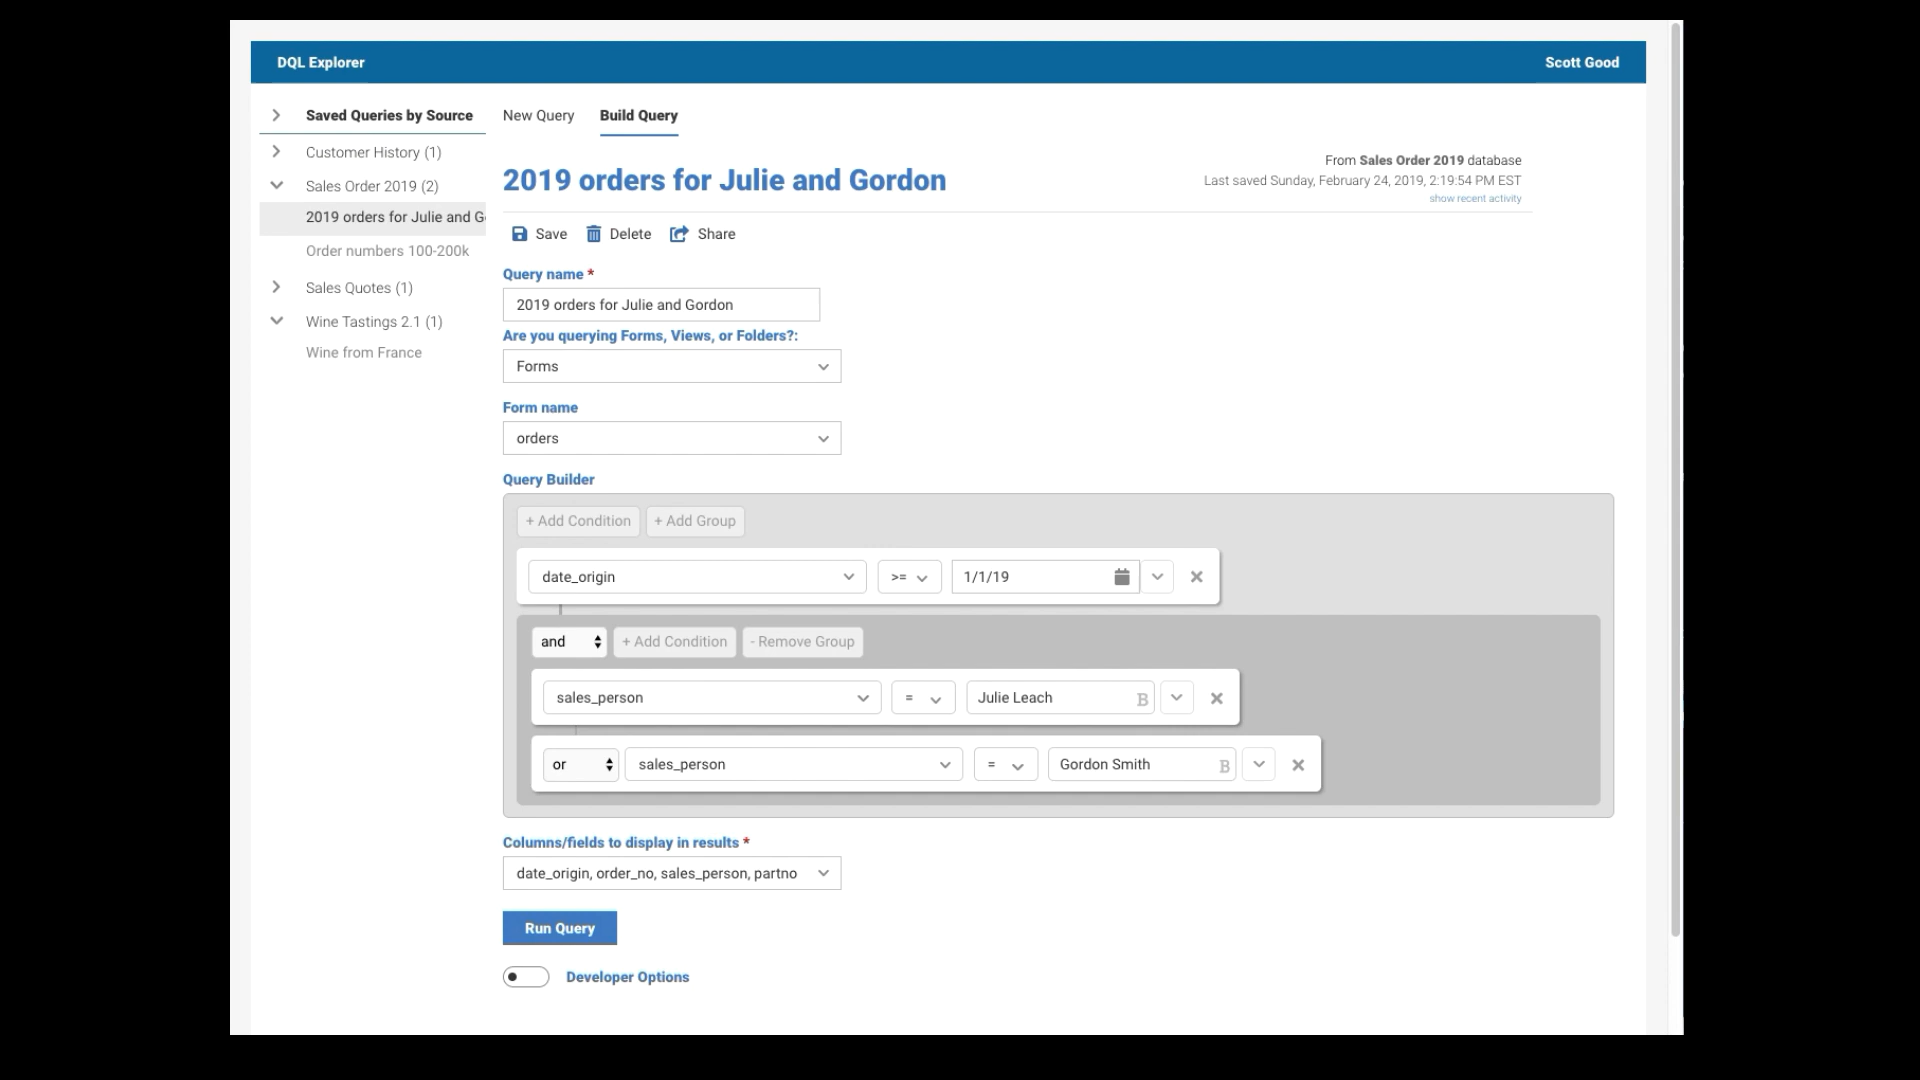 DQL Explorer
Scott Good
Saved Queries by Source
Customer History (1)
Sales Order 2019 (2)
2019 orders for Julie and G
Order numbers 100-200k
Sales Quotes (1)
Wine Tastings 2.1 (1)
Wine from France
New Query
Build Query
2019 orders for Julie and Gordon
From Sales Order 2019 database
Last saved Sunday, February 24, 2019, 2:19:54 PM EST
show recent activity
Save
Delete
Share
Query name *
2019 orders for Julie and Gordon
Are you querying Forms, Views, or Folders?:
Forms
Form name
orders
Query Builder
+ Add Condition
+ Add Group
date_origin
>=
1/1/19
and
+ Add Condition
- Remove Group
sales_person
=
Julie Leach
B
or
sales_person
=
Gordon Smith
B
Columns/fields to display in results *
date_origin, order_no, sales_person, partno
Run Query
Developer Options